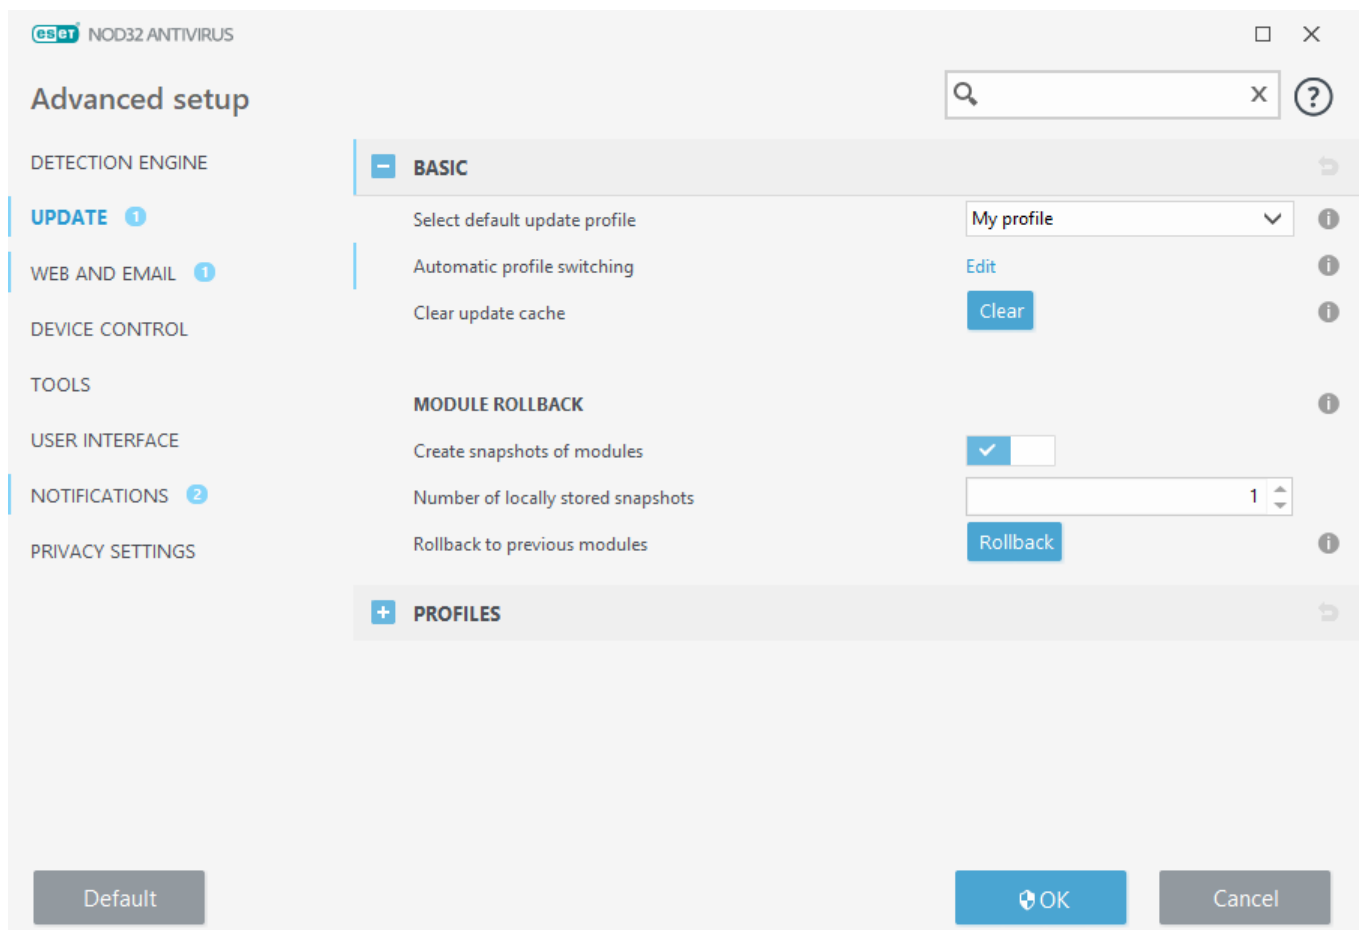 eset NOD32 ANTIVIRUS
Advanced setup
x
?
DETECTION ENGINE
UPDATE 1
WEB AND EMAIL 1
DEVICE CONTROL
TOOLS
USER INTERFACE
NOTIFICATIONS 2
PRIVACY SETTINGS
BASIC
Select default update profile My profile
Automatic profile switching Edit
Clear update cache Clear
MODULE ROLLBACK
Create snapshots of modules
Number of locally stored snapshots 1
Rollback to previous modules Rollback
PROFILES
Default OK Cancel